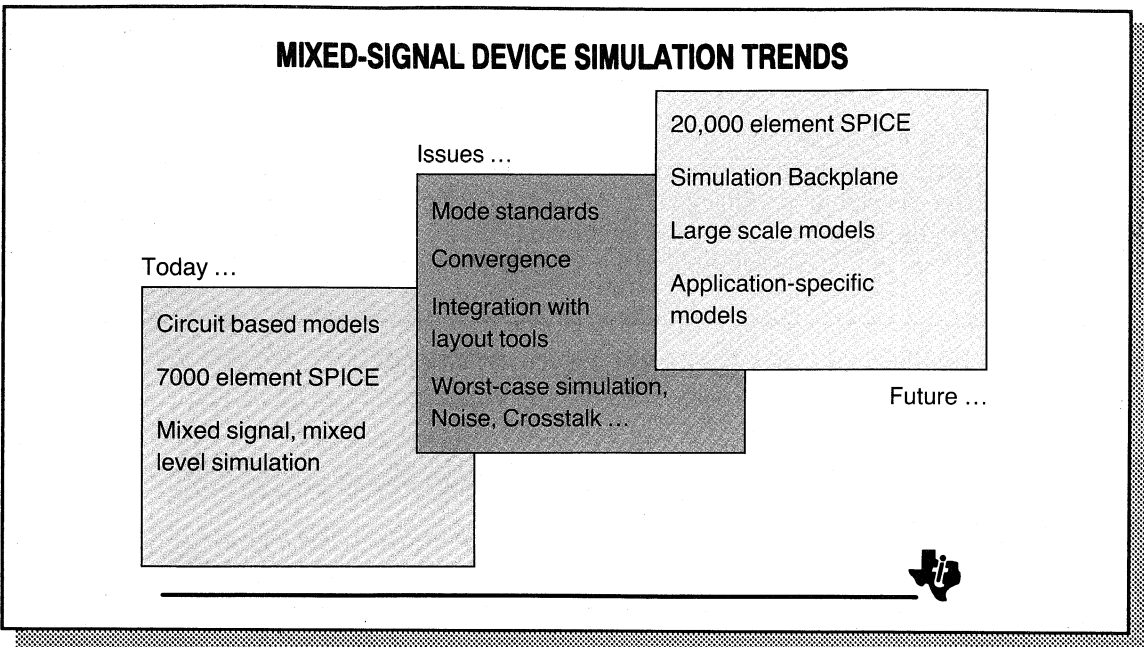 MIXED-SIGNAL DEVICE SIMULATION TRENDS
Today ...
Circuit based models
7000 element SPICE
Mixed signal, mixed
level simulation
Issues ...
Mode standards
Convergence
Integration with
layout tools
Worst-case simulation,
Noise, Crosstalk ...
20,000 element SPICE
Simulation Backplane
Large scale models
Application-specific
models
Future ...